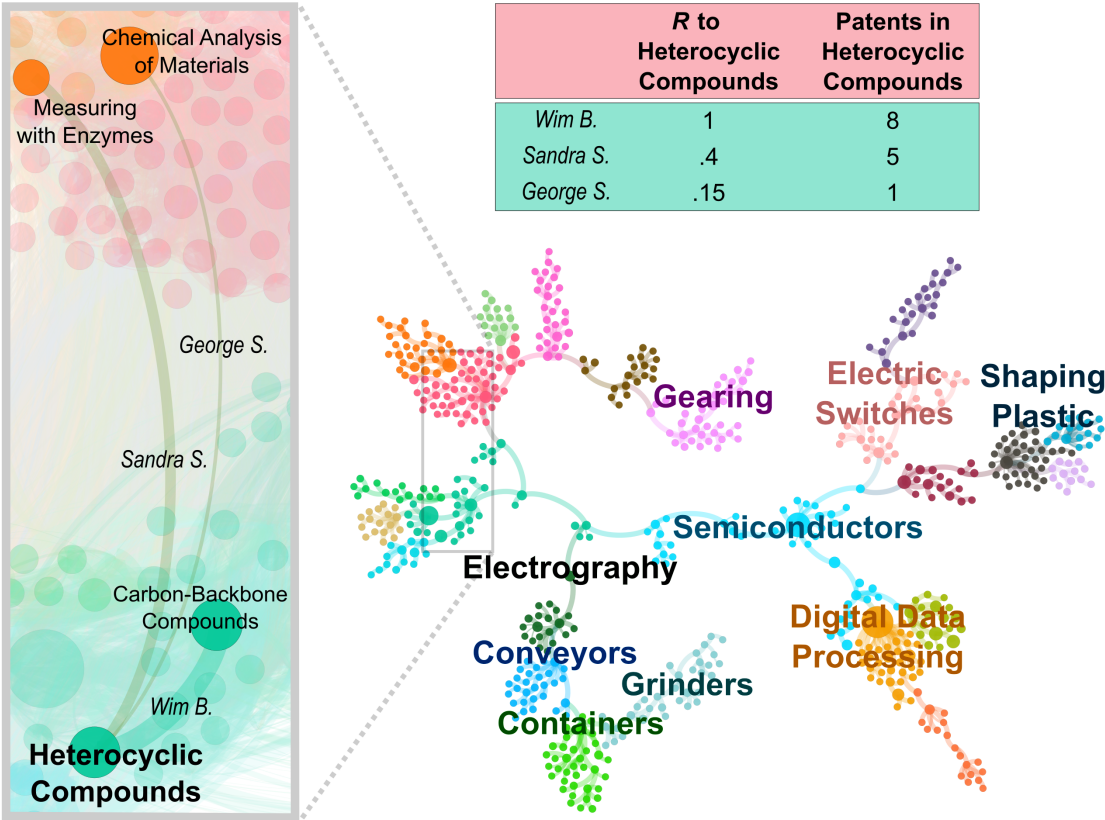 Chemical Analysis
of Materials
Measuring
with Enzymes
George S.
Sandra S.
Carbon-Backbone
Compounds
Wim B.
Heterocyclic
Compounds
R to
Heterocyclic
Compounds
Patents in
Heterocyclic
Compounds
Wim B. 1 8
Sandra S. .4 5
George S. .15 1
Gearing
Electric
Switches
Shaping
Plastic
Semiconductors
Electrography
Digital Data
Processing
Conveyors
Grinders
Containers